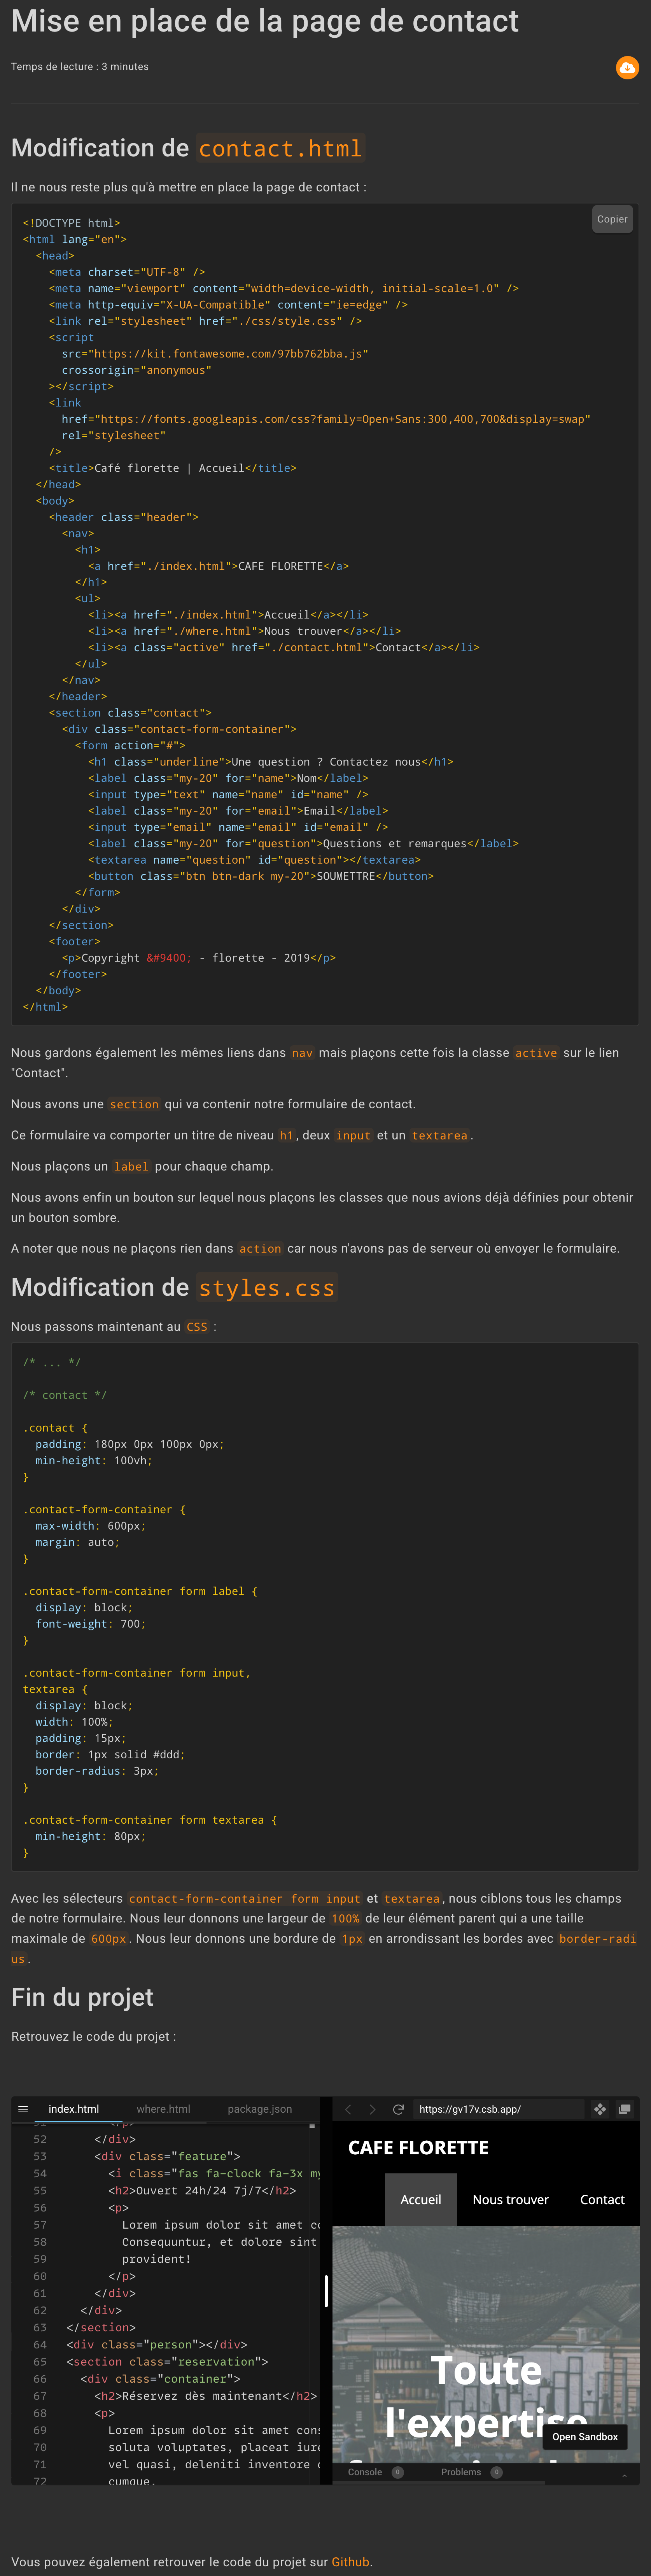 Mise en place de la page de contact
Temps de lecture : 3 minutes
Modification de contact.html
Il ne nous reste plus qu'à mettre en place la page de contact :
Copier
<!DOCTYPE html>
<html lang="en">
  <head>
    <meta charset="UTF-8" />
    <meta name="viewport" content="width=device-width, initial-scale=1.0" />
    <meta http-equiv="X-UA-Compatible" content="ie=edge" />
    <link rel="stylesheet" href="./css/style.css" />
    <script
      src="https://kit.fontawesome.com/97bb762bba.js"
      crossorigin="anonymous"
    ></script>
    <link
      href="https://fonts.googleapis.com/css?family=Open+Sans:300,400,700&display=swap"
      rel="stylesheet"
    />
    <title>Café florette | Accueil</title>
  </head>
  <body>
    <header class="header">
      <nav>
        <h1>
          <a href="./index.html">CAFE FLORETTE</a>
        </h1>
        <ul>
          <li><a href="./index.html">Accueil</a></li>
          <li><a href="./where.html">Nous trouver</a></li>
          <li><a class="active" href="./contact.html">Contact</a></li>
        </ul>
      </nav>
    </header>
    <section class="contact">
      <div class="contact-form-container">
        <form action="#">
          <h1 class="underline">Une question ? Contactez nous</h1>
          <label class="my-20" for="name">Nom</label>
          <input type="text" name="name" id="name" />
          <label class="my-20" for="email">Email</label>
          <input type="email" name="email" id="email" />
          <label class="my-20" for="question">Questions et remarques</label>
          <textarea name="question" id="question"></textarea>
          <button class="btn btn-dark my-20">SOUMETTRE</button>
        </form>
      </div>
    </section>
    <footer>
      <p>Copyright &#9400; - florette - 2019</p>
    </footer>
  </body>
</html>
Nous gardons également les mêmes liens dans nav mais plaçons cette fois la classe active sur le lien
"Contact".
Nous avons une section qui va contenir notre formulaire de contact.
Ce formulaire va comporter un titre de niveau h1, deux input et un textarea.
Nous plaçons un label pour chaque champ.
Nous avons enfin un bouton sur lequel nous plaçons les classes que nous avions déjà définies pour obtenir
un bouton sombre.
A noter que nous ne plaçons rien dans action car nous n'avons pas de serveur où envoyer le formulaire.
Modification de styles.css
Nous passons maintenant au CSS :
/* ... */
/* contact */
.contact {
  padding: 180px 0px 100px 0px;
  min-height: 100vh;
}
.contact-form-container {
  max-width: 600px;
  margin: auto;
}
.contact-form-container form label {
  display: block;
  font-weight: 700;
}
.contact-form-container form input,
textarea {
  display: block;
  width: 100%;
  padding: 15px;
  border: 1px solid #ddd;
  border-radius: 3px;
}
.contact-form-container form textarea {
  min-height: 80px;
}
Avec les sélecteurs contact-form-container form input et textarea, nous ciblons tous les champs
de notre formulaire. Nous leur donnons une largeur de 100% de leur élément parent qui a une taille
maximale de 600px. Nous leur donnons une bordure de 1px en arrondissant les bordes avec border-radi
us.
Fin du projet
Retrouvez le code du projet :
index.html where.html package.json
52 </div>
53 <div class="feature">
54 <i class="fas fa-clock fa-3x my
55 <h2>Ouvert 24h/24 7j/7</h2>
56 <p>
57 Lorem ipsum dolor sit amet co
58 Consequuntur, et dolore sint
59 provident!
60 </p>
61 </div>
62 </div>
63 </section>
64 <div class="person"></div>
65 <section class="reservation">
66 <div class="container">
67 <h2>Réservez dès maintenant</h2>
68 <p>
69 Lorem ipsum dolor sit amet cons
70 soluta voluptates, placeat iure
71 vel quasi, deleniti inventore
72 cumque.
https://gv17v.csb.app/
CAFE FLORETTE
Accueil Nous trouver Contact
Toute
l'expertise
Open Sandbox
Console 0 Problems 0
Vous pouvez également retrouver le code du projet sur Github.